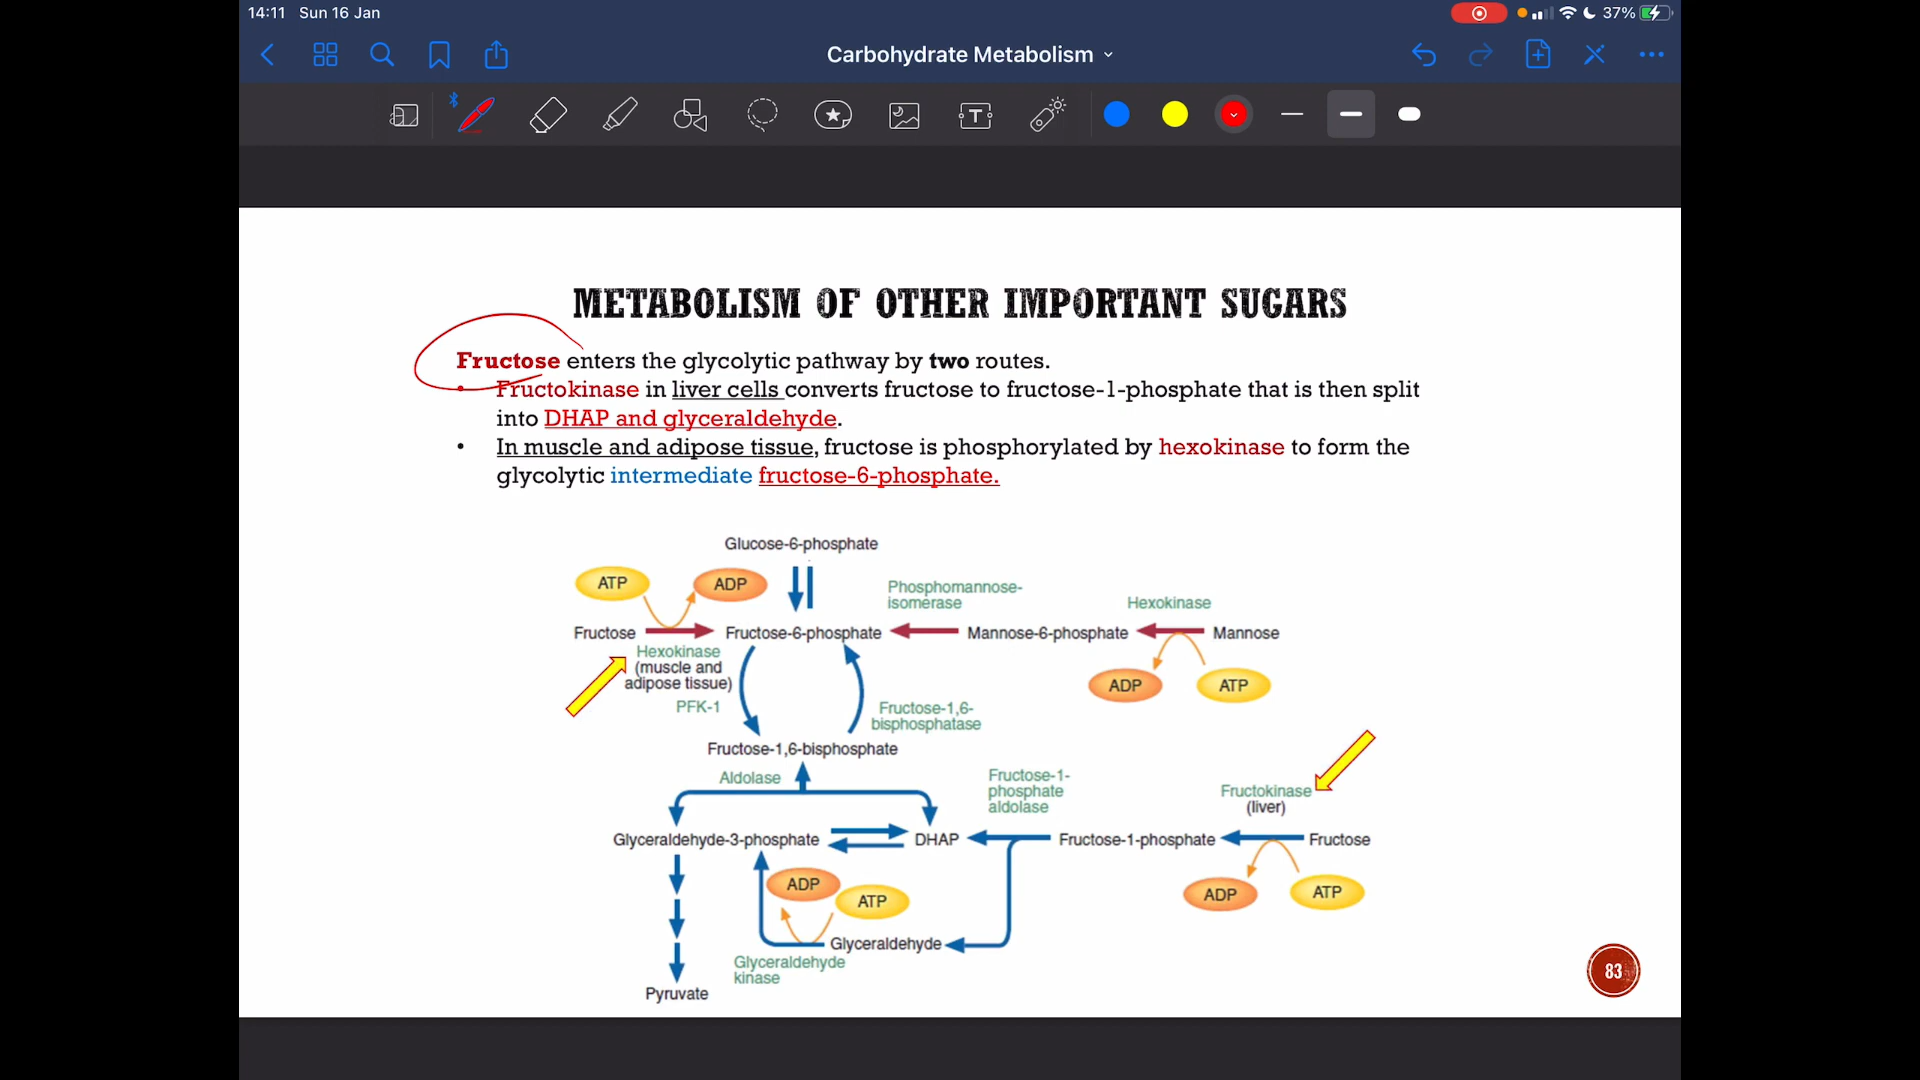 14:11 Sun 16 Jan
37%
Carbohydrate Metabolism
METABOLISM OF OTHER IMPORTANT SUGARS
Fructose enters the glycolytic pathway by two routes.
• Fructokinase in liver cells converts fructose to fructose-1-phosphate that is then split
into DHAP and glyceraldehyde.
• In muscle and adipose tissue, fructose is phosphorylated by hexokinase to form the
glycolytic intermediate fructose-6-phosphate.
Glucose-6-phosphate
ATP
ADP
Phosphomannose-
isomerase
Hexokinase
Fructose
Fructose-6-phosphate
Mannose-6-phosphate
Mannose
Hexokinase
(muscle and
adipose tissue)
ADP
ATP
PFK-1
Fructose-1,6-
bisphosphatase
Fructose-1,6-bisphosphate
Aldolase
Fructose-1-
phosphate
aldolase
Fructokinase
(liver)
Glyceraldehyde-3-phosphate
DHAP
Fructose-1-phosphate
Fructose
ADP
ATP
ADP
ATP
Glyceraldehyde
Glyceraldehyde
kinase
Pyruvate
83